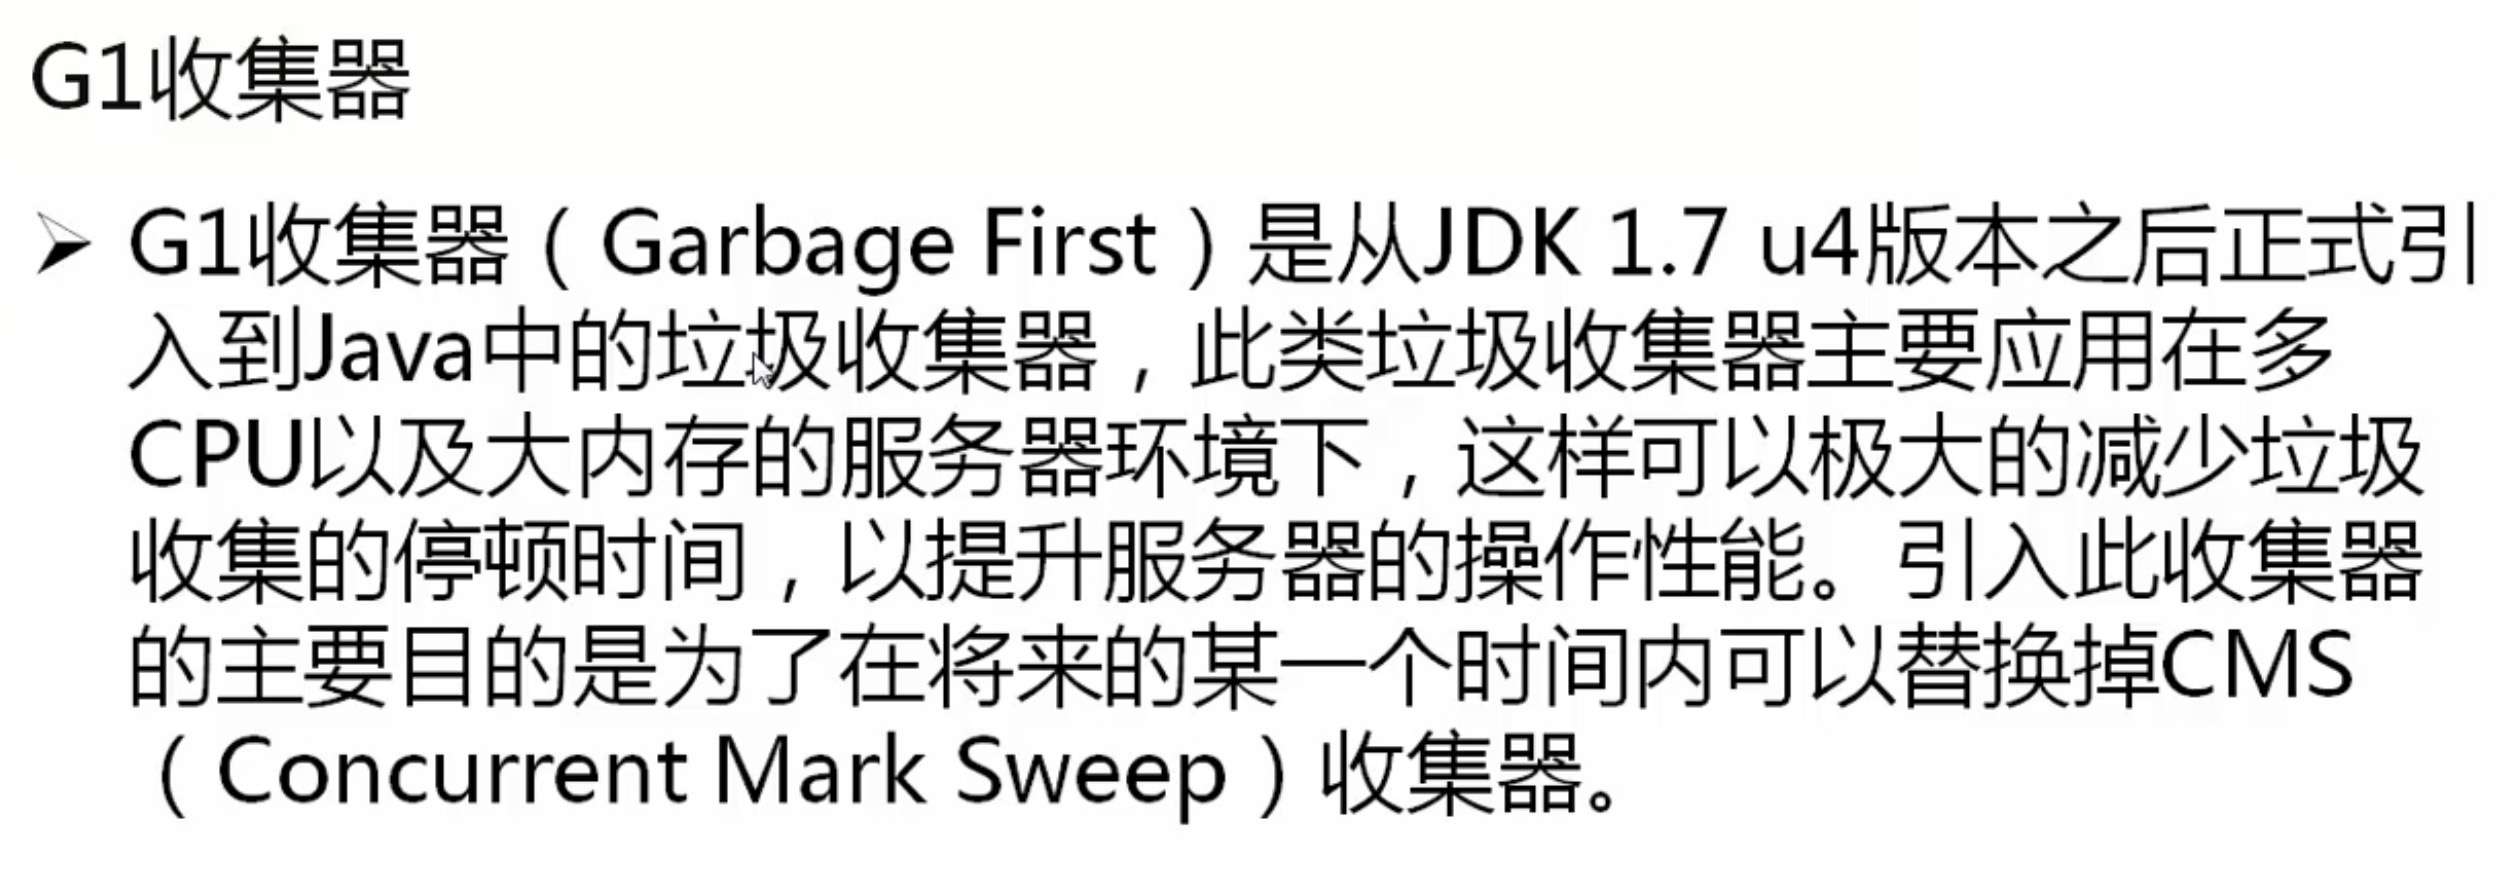 G1收集器
G1收集器（Garbage First）是从JDK 1.7 u4版本之后正式引
入到Java中的垃圾收集器，此类垃圾收集器主要应用在多
CPU以及大内存的服务器环境下，这样可以极大的减少垃圾
收集的停顿时间，以提升服务器的操作性能。引入此收集器
的主要目的是为了在将来的某一个时间内可以替换掉CMS
（Concurrent Mark Sweep）收集器。